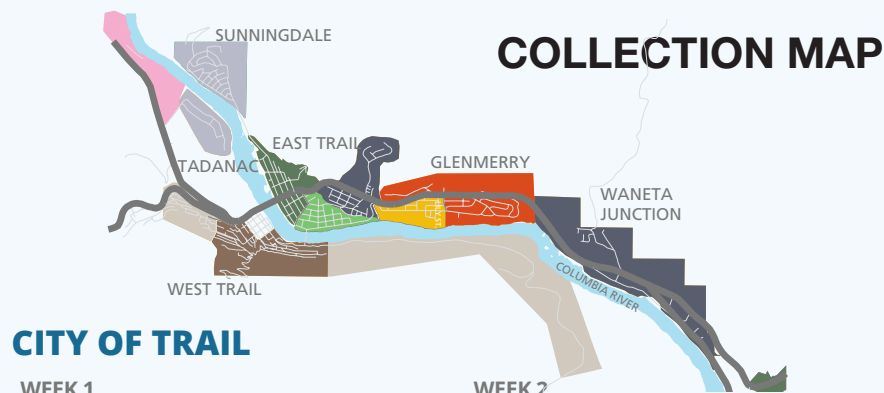 SUNNINGDALE
COLLECTION MAP
EAST TRAIL
TADANAC
GLENMERRY
WANETA
JUNCTION
COLUMBIA RIVER
WEST TRAIL
CITY OF TRAIL
WEEK 1
WEEK 2